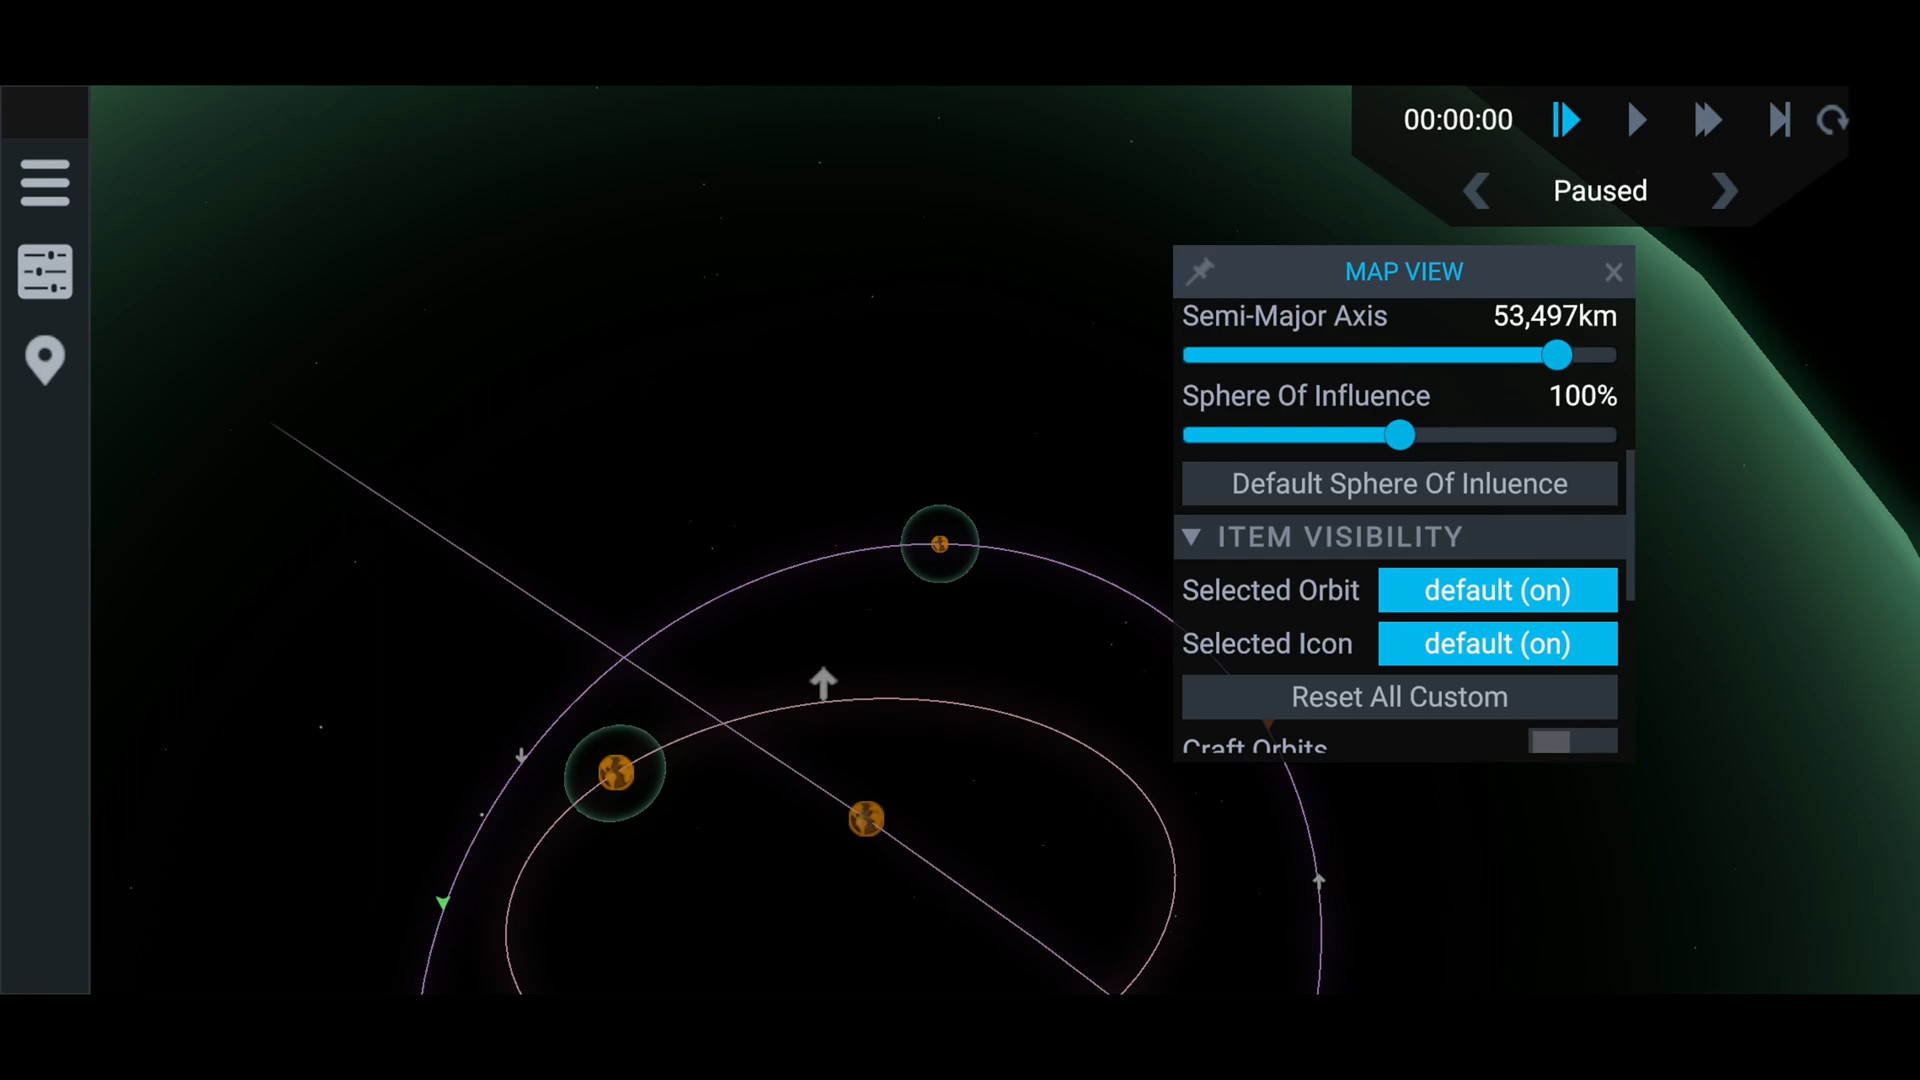 00:00:00
Paused
MAP VIEW
Semi-Major Axis 53,497km
Sphere Of Influence 100%
Default Sphere Of Inluence
ITEM VISIBILITY
Selected Orbit default (on)
Selected Icon default (on)
Reset All Custom
Craft Orbits